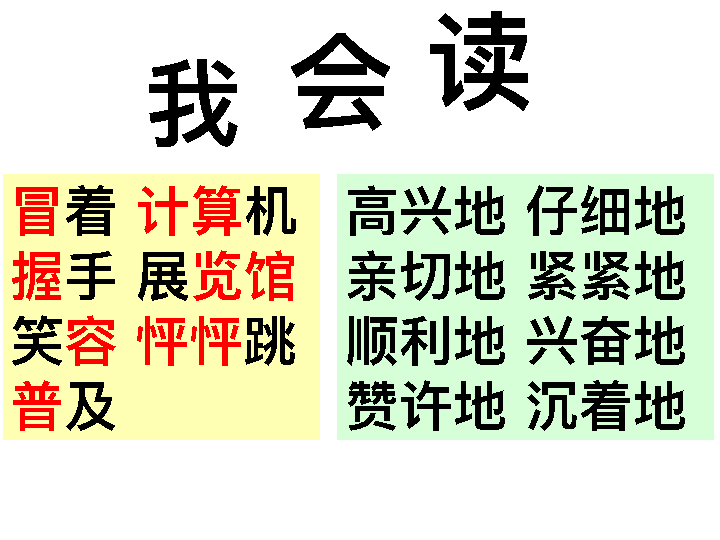 我会读
冒着 计算机
握手 展览馆
笑容 怦怦跳
普及
高兴地 仔细地
亲切地 紧紧地
顺利地 兴奋地
赞许地 沉着地